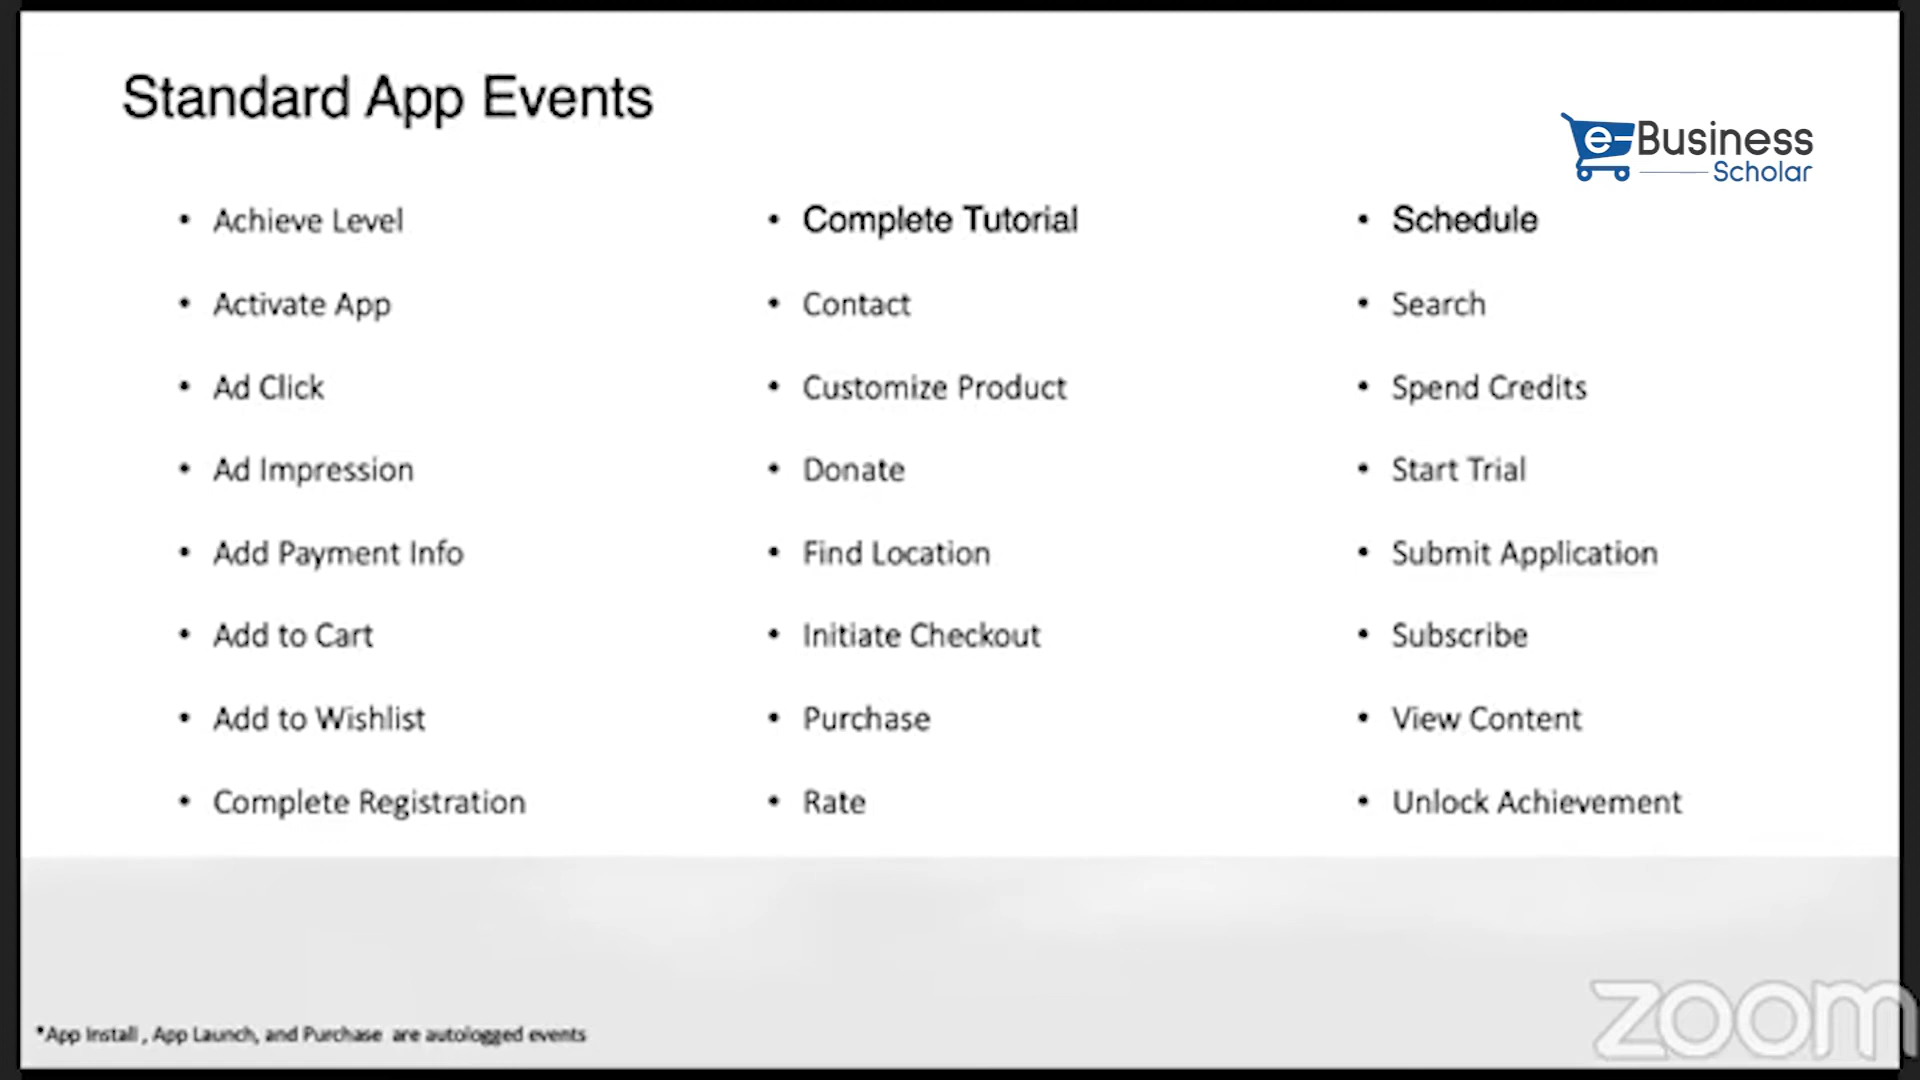 Standard App Events
e-Business
Scholar
• Achieve Level
• Activate App
• Ad Click
• Ad Impression
• Add Payment Info
• Add to Cart
• Add to Wishlist
• Complete Registration
• Complete Tutorial
• Contact
• Customize Product
• Donate
• Find Location
• Initiate Checkout
• Purchase
• Rate
• Schedule
• Search
• Spend Credits
• Start Trial
• Submit Application
• Subscribe
• View Content
• Unlock Achievement
*App Install , App Launch, and Purchase are autologged events
zoom